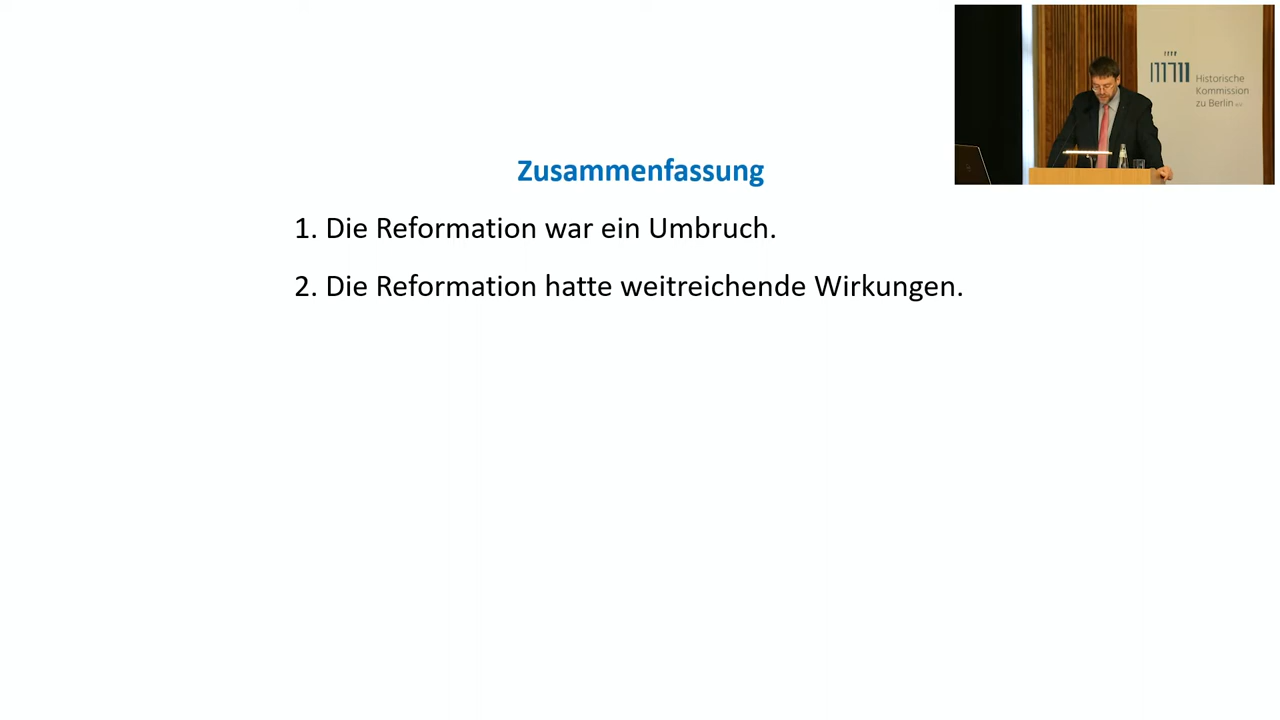 Zusammenfassung
1. Die Reformation war ein Umbruch.
2. Die Reformation hatte weitreichende Wirkungen.
Historische
Kommission
zu Berlin e.V.